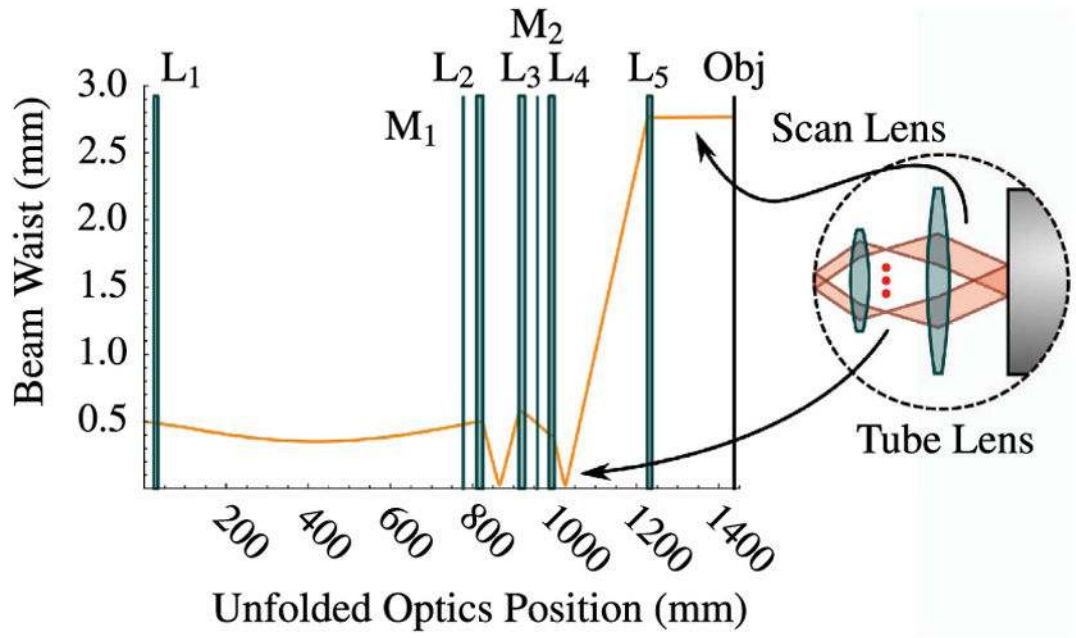 M2
L1
L2
L3
L4
L5
Obj
M1
Scan Lens
Tube Lens
Beam Waist (mm)
3.0
2.5
2.0
1.5
1.0
0.5
200
400
600
800
1000
1200
1400
Unfolded Optics Position (mm)